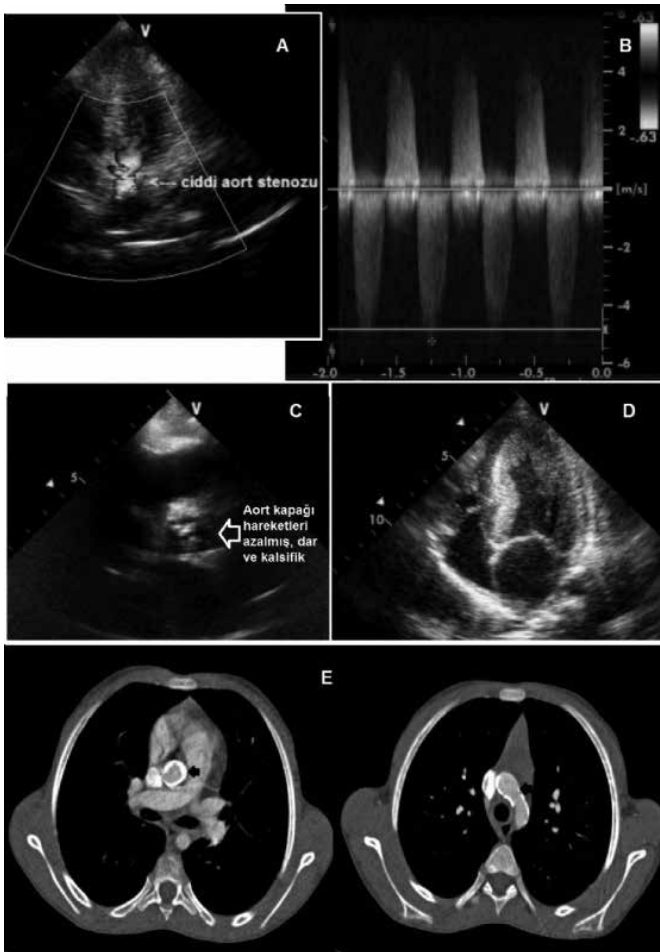 V
A
<--- ciddi aort stenozu
B
.63
-.63
0
4
2
[m/s]
-2
-4
-6
-2.0
-1.5
-1.0
-0.5
0.0
V
C
5
Aort kapağı
hareketleri
azalmış, dar
ve kalsifik
V
D
5
10
E